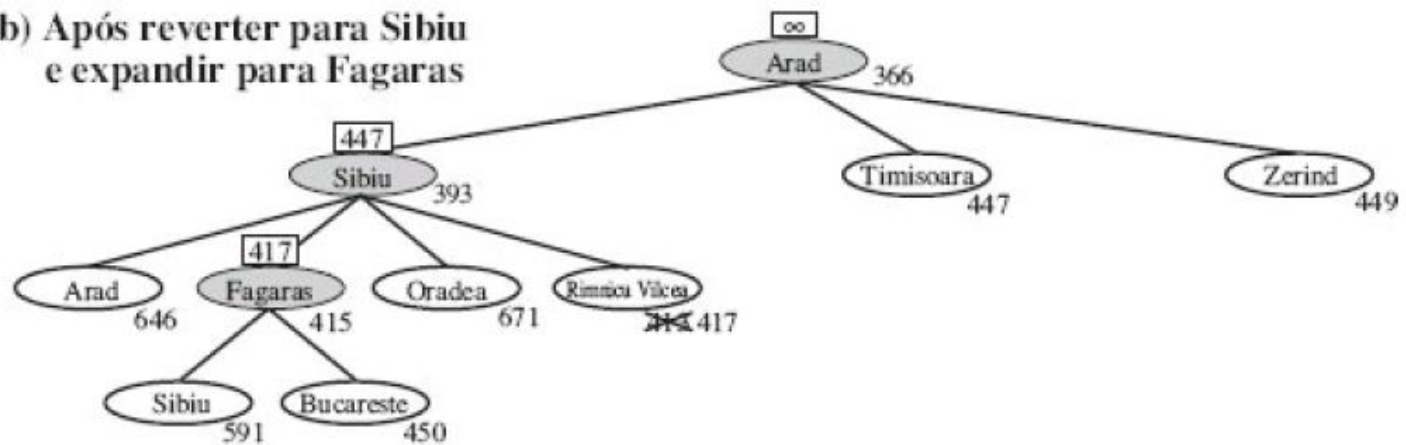 b) Após reverter para Sibiu
e expandir para Fagaras
∞
Arad
366
447
Sibiu
393
Timisoara
447
Zerind
449
Arad
646
417
Fagaras
415
Oradea
671
Rimnicu Vilcea
417
Sibiu
591
Bucareste
450